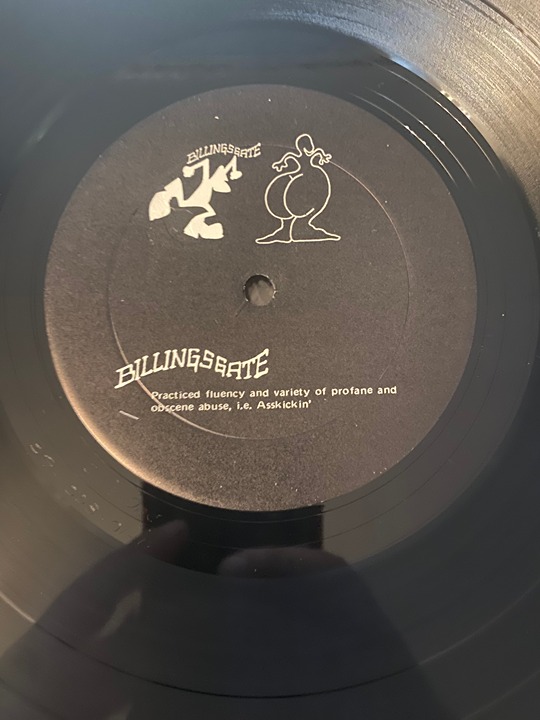 BILLINGSGATE
BILLINGSGATE
Practiced fluency and variety of profane and
obscene abuse, i.e. Asskickin'